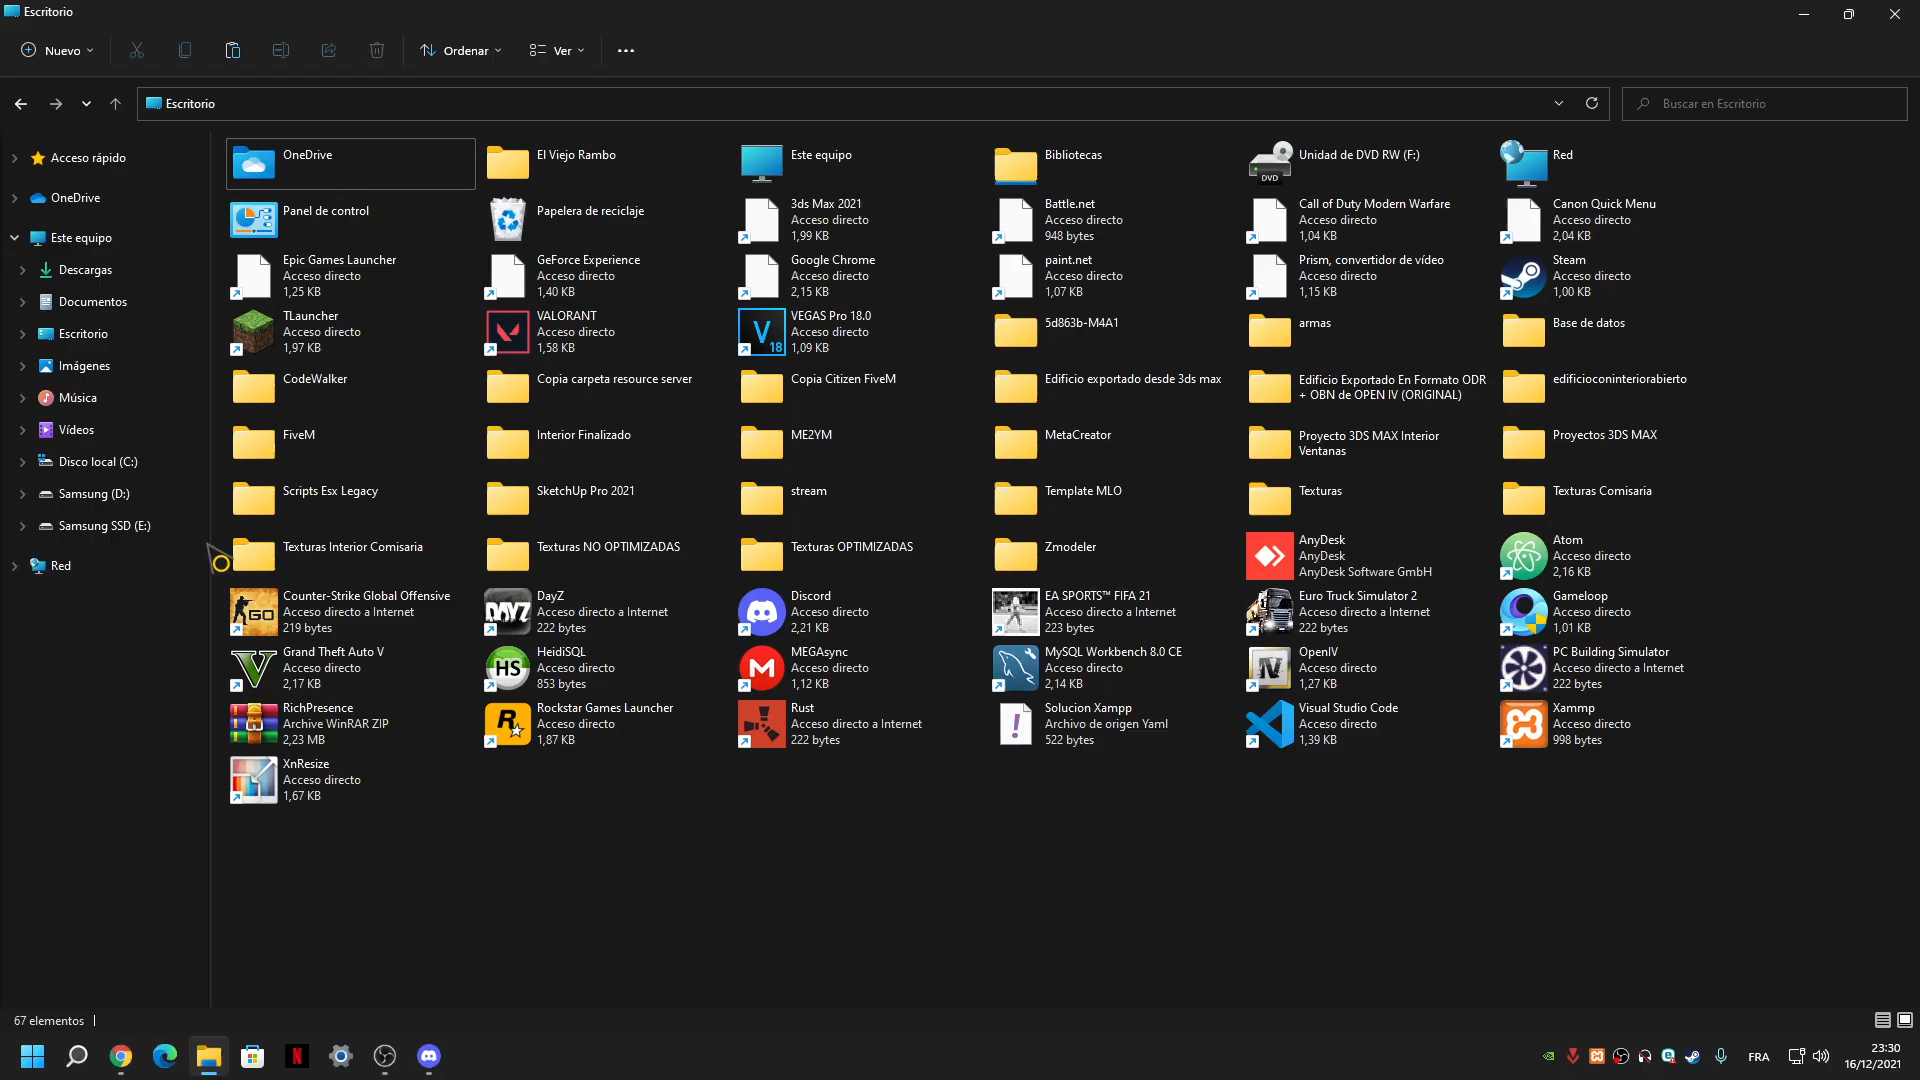 Escritorio
Nuevo
Ordenar
Ver
Escritorio
Buscar en Escritorio
Acceso rápido
OneDrive
Este equipo
Descargas
Documentos
Escritorio
Imágenes
Música
Vídeos
Disco local (C:)
Samsung (D:)
Samsung SSD (E:)
Red
OneDrive
El Viejo Rambo
Este equipo
Bibliotecas
DVD
Unidad de DVD RW (F:)
Red
Panel de control
Papelera de reciclaje
3ds Max 2021
Acceso directo
1,99 KB
Battle.net
Acceso directo
948 bytes
Call of Duty Modern Warfare
Acceso directo
1,04 KB
Canon Quick Menu
Acceso directo
2,04 KB
Epic Games Launcher
Acceso directo
1,25 KB
GeForce Experience
Acceso directo
1,40 KB
Google Chrome
Acceso directo
2,15 KB
paint.net
Acceso directo
1,07 KB
Prism, convertidor de vídeo
Acceso directo
1,15 KB
Steam
Acceso directo
1,00 KB
TLauncher
Acceso directo
1,97 KB
VALORANT
Acceso directo
1,58 KB
V
18
VEGAS Pro 18.0
Acceso directo
1,09 KB
5d863b-M4A1
armas
Base de datos
CodeWalker
Copia carpeta resource server
Copia Citizen FiveM
Edificio exportado desde 3ds max
Edificio Exportado En Formato ODR
+ OBN de OPEN IV (ORIGINAL)
edificioconinteriorabierto
FiveM
Interior Finalizado
ME2YM
MetaCreator
Proyecto 3DS MAX Interior
Ventanas
Proyectos 3DS MAX
Scripts Esx Legacy
SketchUp Pro 2021
stream
Template MLO
Texturas
Texturas Comisaria
Texturas Interior Comisaria
Texturas NO OPTIMIZADAS
Texturas OPTIMIZADAS
Zmodeler
AnyDesk
AnyDesk
AnyDesk Software GmbH
Atom
Acceso directo
2,16 KB
GO
Counter-Strike Global Offensive
Acceso directo a Internet
219 bytes
DAYZ
DayZ
Acceso directo a Internet
222 bytes
Discord
Acceso directo
2,21 KB
EA SPORTS™ FIFA 21
Acceso directo a Internet
223 bytes
Euro Truck Simulator 2
Acceso directo a Internet
222 bytes
Gameloop
Acceso directo
1,01 KB
Grand Theft Auto V
Acceso directo
2,17 KB
HS
HeidiSQL
Acceso directo
853 bytes
M
MEGAsync
Acceso directo
1,12 KB
MySQL Workbench 8.0 CE
Acceso directo
2,14 KB
IV
OpenIV
Acceso directo
1,27 KB
PC Building Simulator
Acceso directo a Internet
222 bytes
RichPresence
Archive WinRAR ZIP
2,23 MB
R
Rockstar Games Launcher
Acceso directo
1,87 KB
Rust
Acceso directo a Internet
222 bytes
!
Solucion Xampp
Archivo de origen Yaml
522 bytes
Visual Studio Code
Acceso directo
1,39 KB
Xammp
Acceso directo
998 bytes
XnResize
Acceso directo
1,67 KB
67 elementos
N
FRA
23:30
16/12/2021